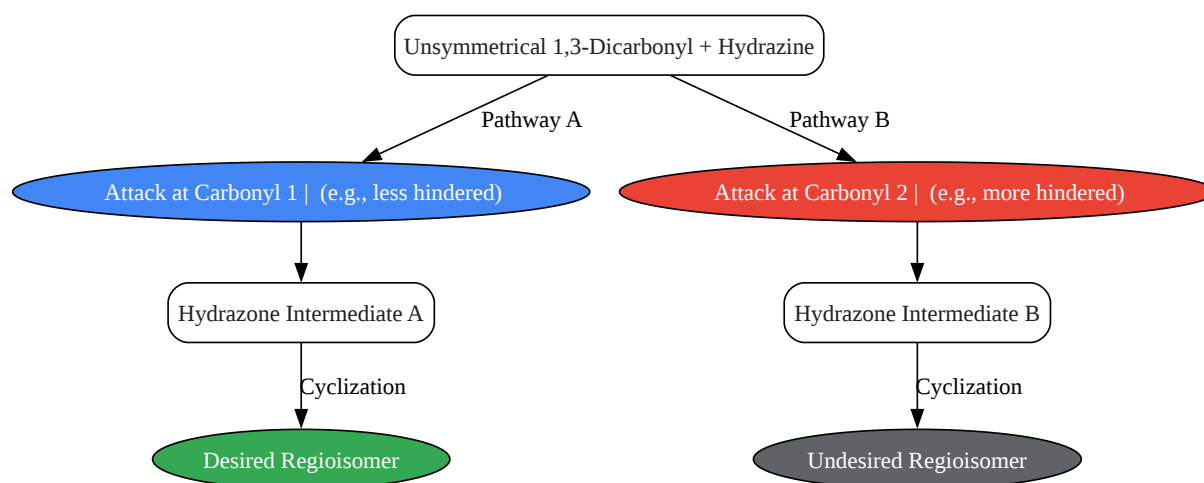 Unsymmetrical 1,3-Dicarbonyl + Hydrazine
Pathway A
Pathway B
Attack at Carbonyl 1 | (e.g., less hindered)
Attack at Carbonyl 2 | (e.g., more hindered)
Hydrazone Intermediate A
Hydrazone Intermediate B
Cyclization
Cyclization
Desired Regioisomer
Undesired Regioisomer